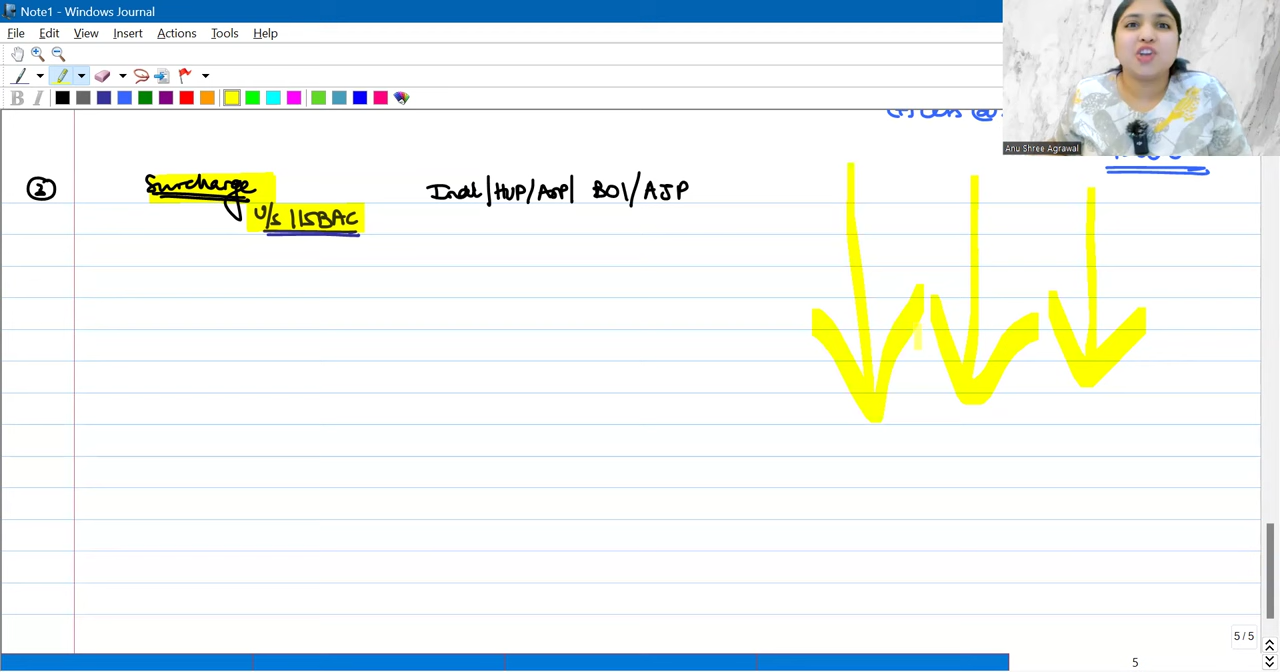 Note1 - Windows Journal
File Edit View Insert Actions Tools Help
B I
Anu Shree Agrawal
② Surcharge Indl|HUF/AOP| BOI/AJP
U/s 115BAC
5/5
5